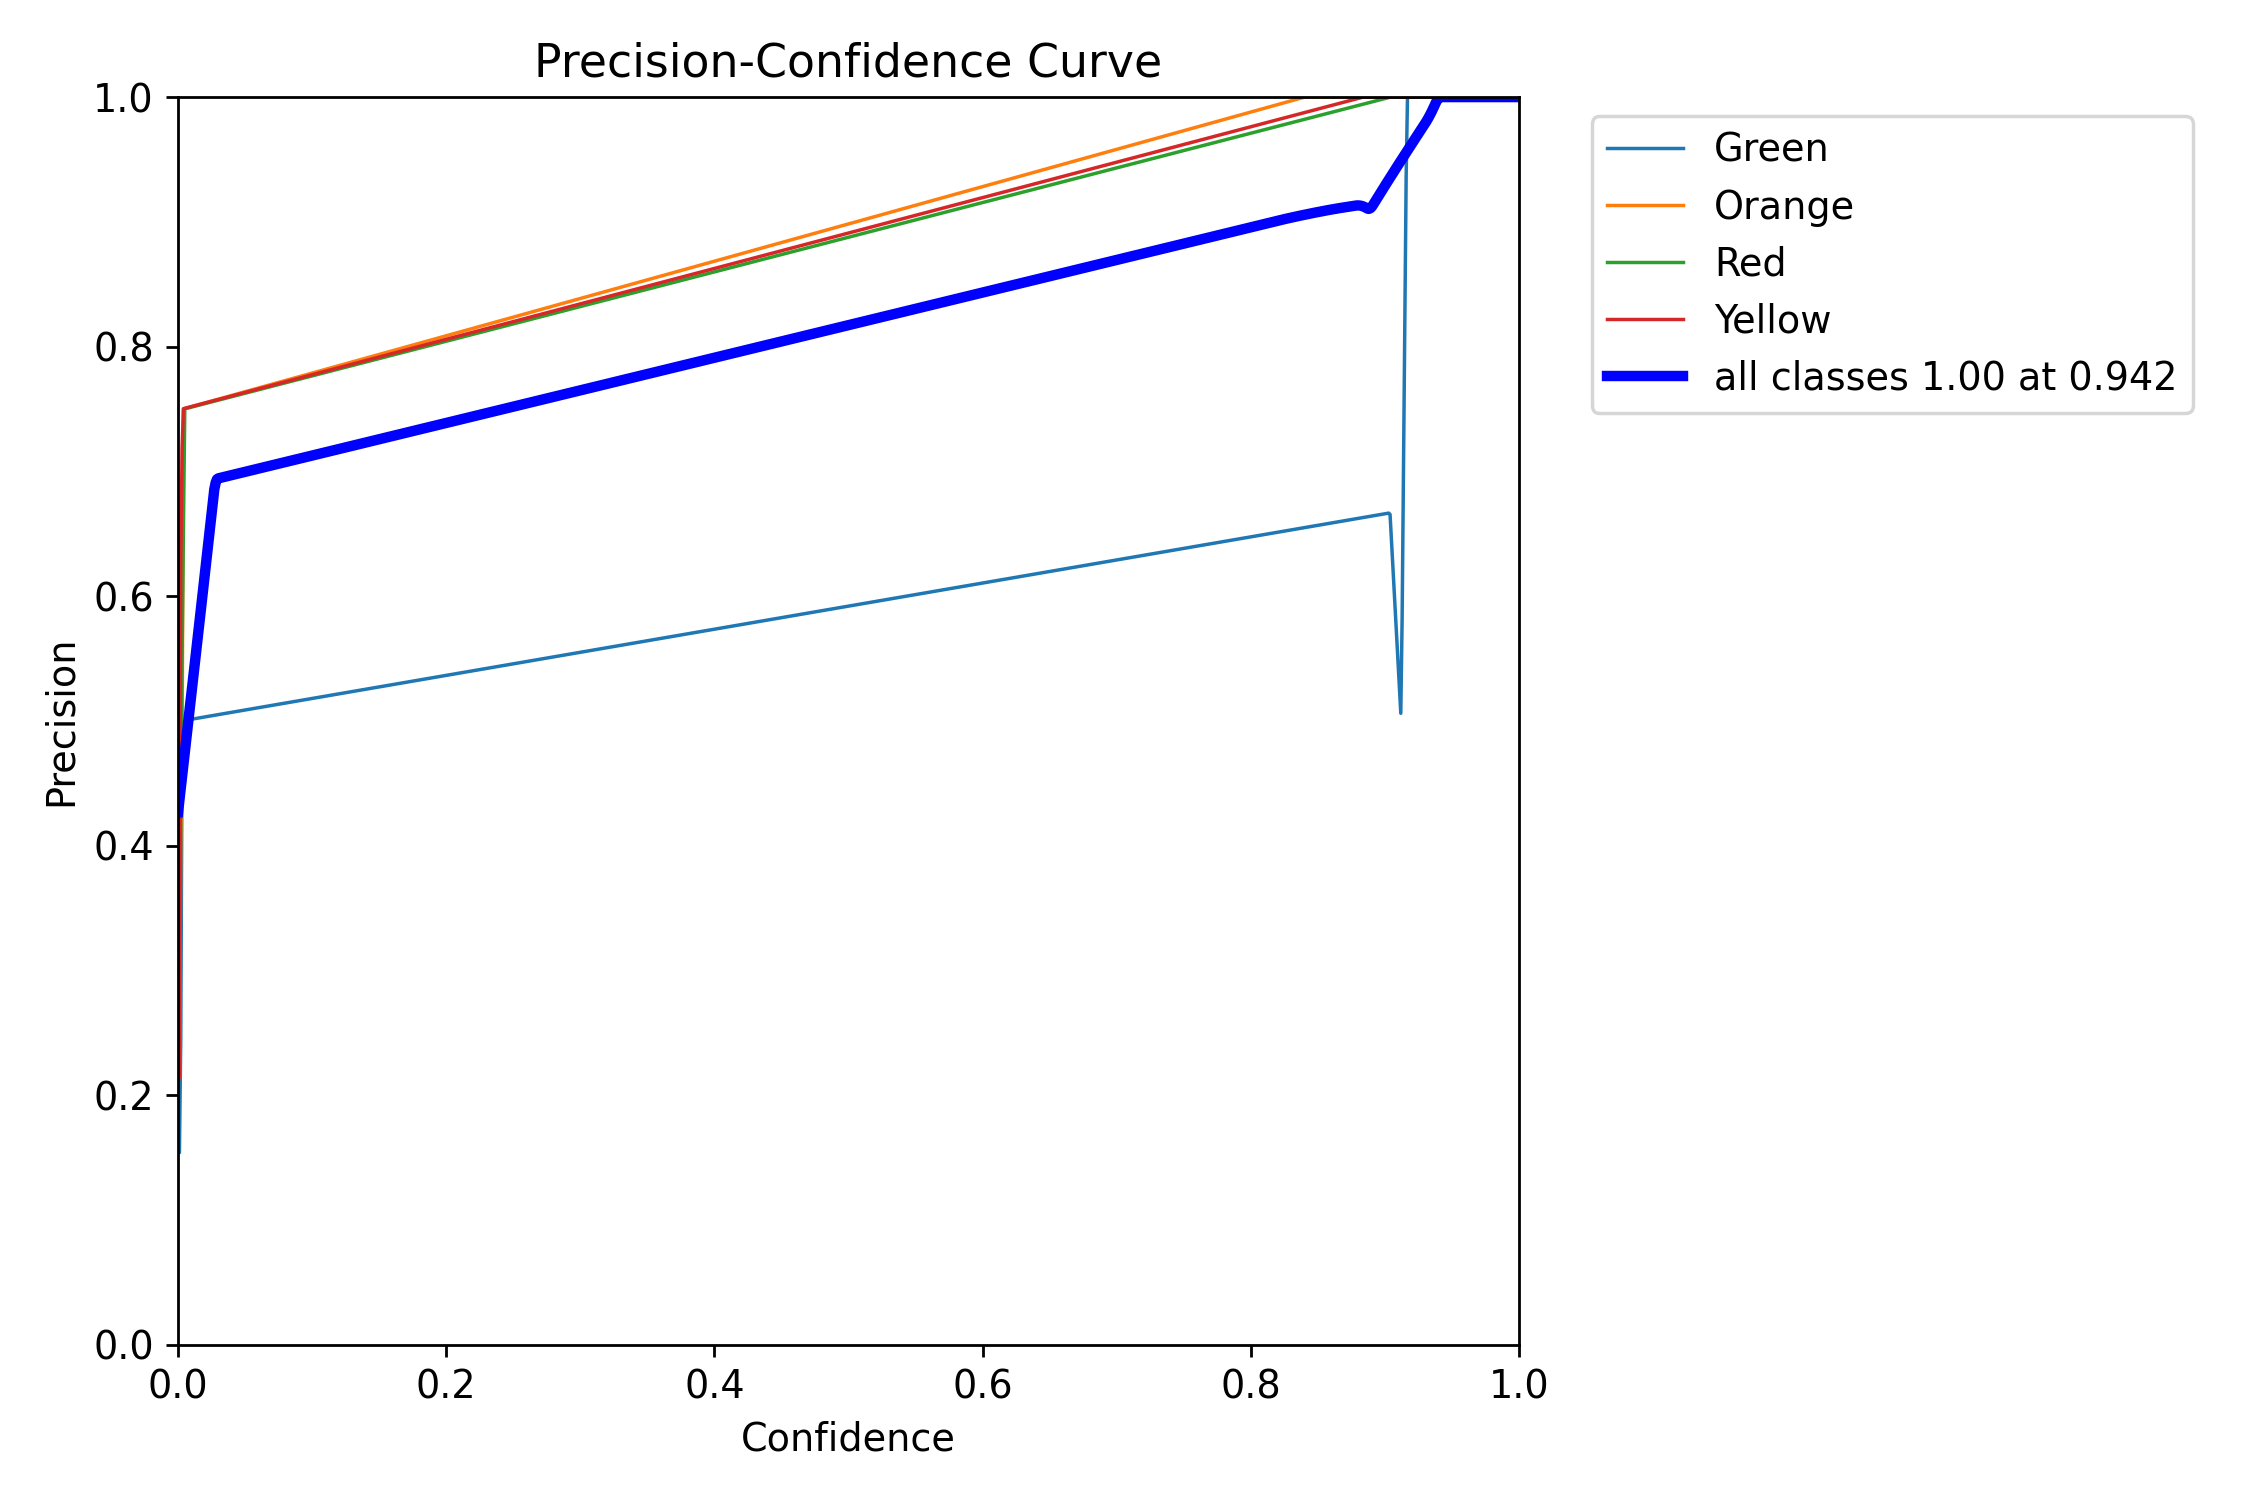 Precision-Confidence Curve
1.0
0.8
0.6
0.4
0.2
0.0
Precision
0.0 0.2 0.4 0.6 0.8 1.0
Confidence
Green
Orange
Red
Yellow
all classes 1.00 at 0.942